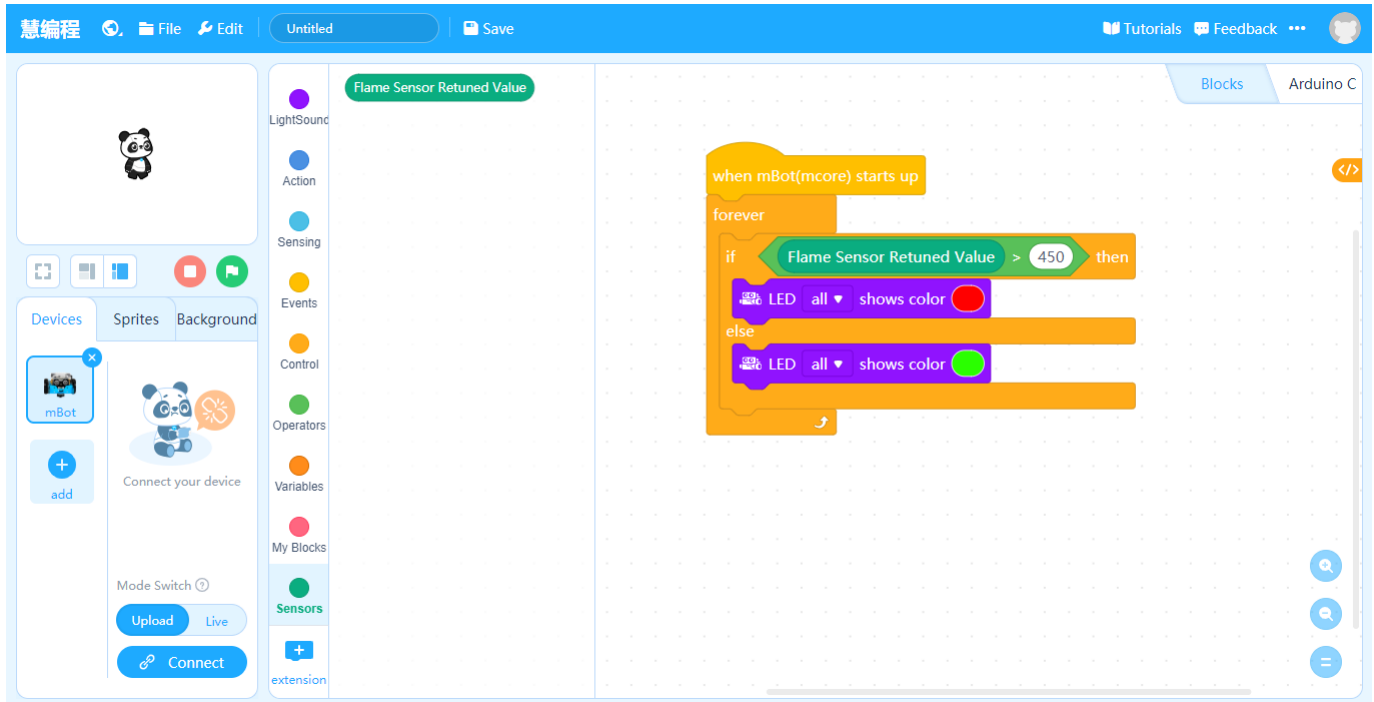 慧编程 File Edit Untitled Save Tutorials Feedback
Flame Sensor Retuned Value
LightSound
Action
Sensing
Events
Control
Operators
Variables
My Blocks
Sensors
extension
Devices Sprites Background
mBot
add
Connect your device
Mode Switch
Upload Live
Connect
Blocks Arduino C
when mBot(mcore) starts up
forever
if Flame Sensor Retuned Value > 450 then
LED all shows color
else
LED all shows color